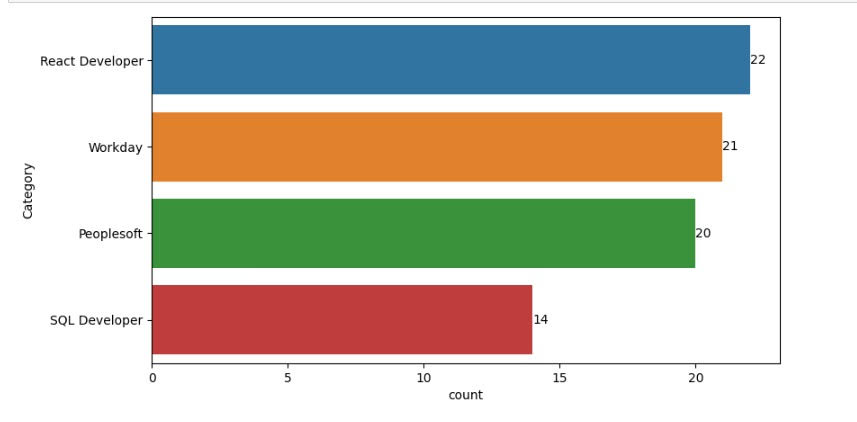 React Developer 22
Workday 21
Category
Peoplesoft 20
SQL Developer 14
0 5 10 15 20
count